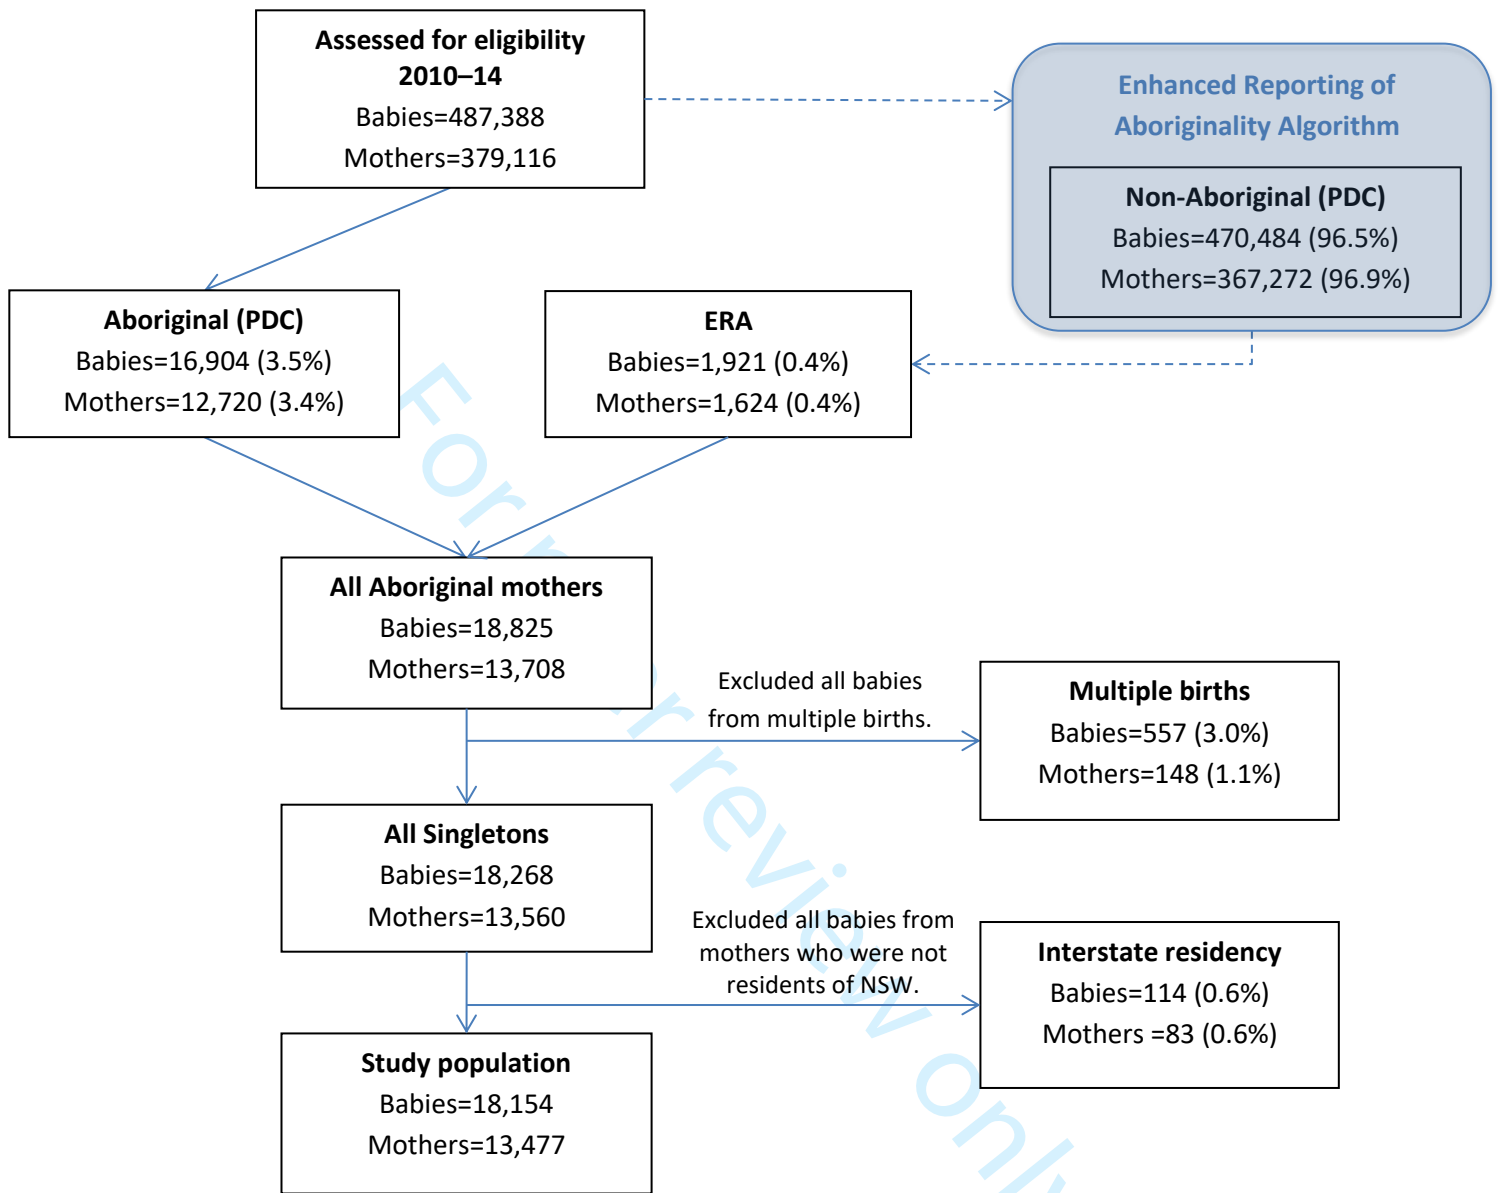 Assessed for eligibility
2010–14
Babies=487,388
Mothers=379,116
Enhanced Reporting of
Aboriginality Algorithm
Non-Aboriginal (PDC)
Babies=470,484 (96.5%)
Mothers=367,272 (96.9%)
Aboriginal (PDC)
Babies=16,904 (3.5%)
Mothers=12,720 (3.4%)
ERA
Babies=1,921 (0.4%)
Mothers=1,624 (0.4%)
All Aboriginal mothers
Babies=18,825
Mothers=13,708
Excluded all babies
from multiple births.
Multiple births
Babies=557 (3.0%)
Mothers=148 (1.1%)
All Singletons
Babies=18,268
Mothers=13,560
Excluded all babies from
mothers who were not
residents of NSW.
Interstate residency
Babies=114 (0.6%)
Mothers =83 (0.6%)
Study population
Babies=18,154
Mothers=13,477
For peer review only